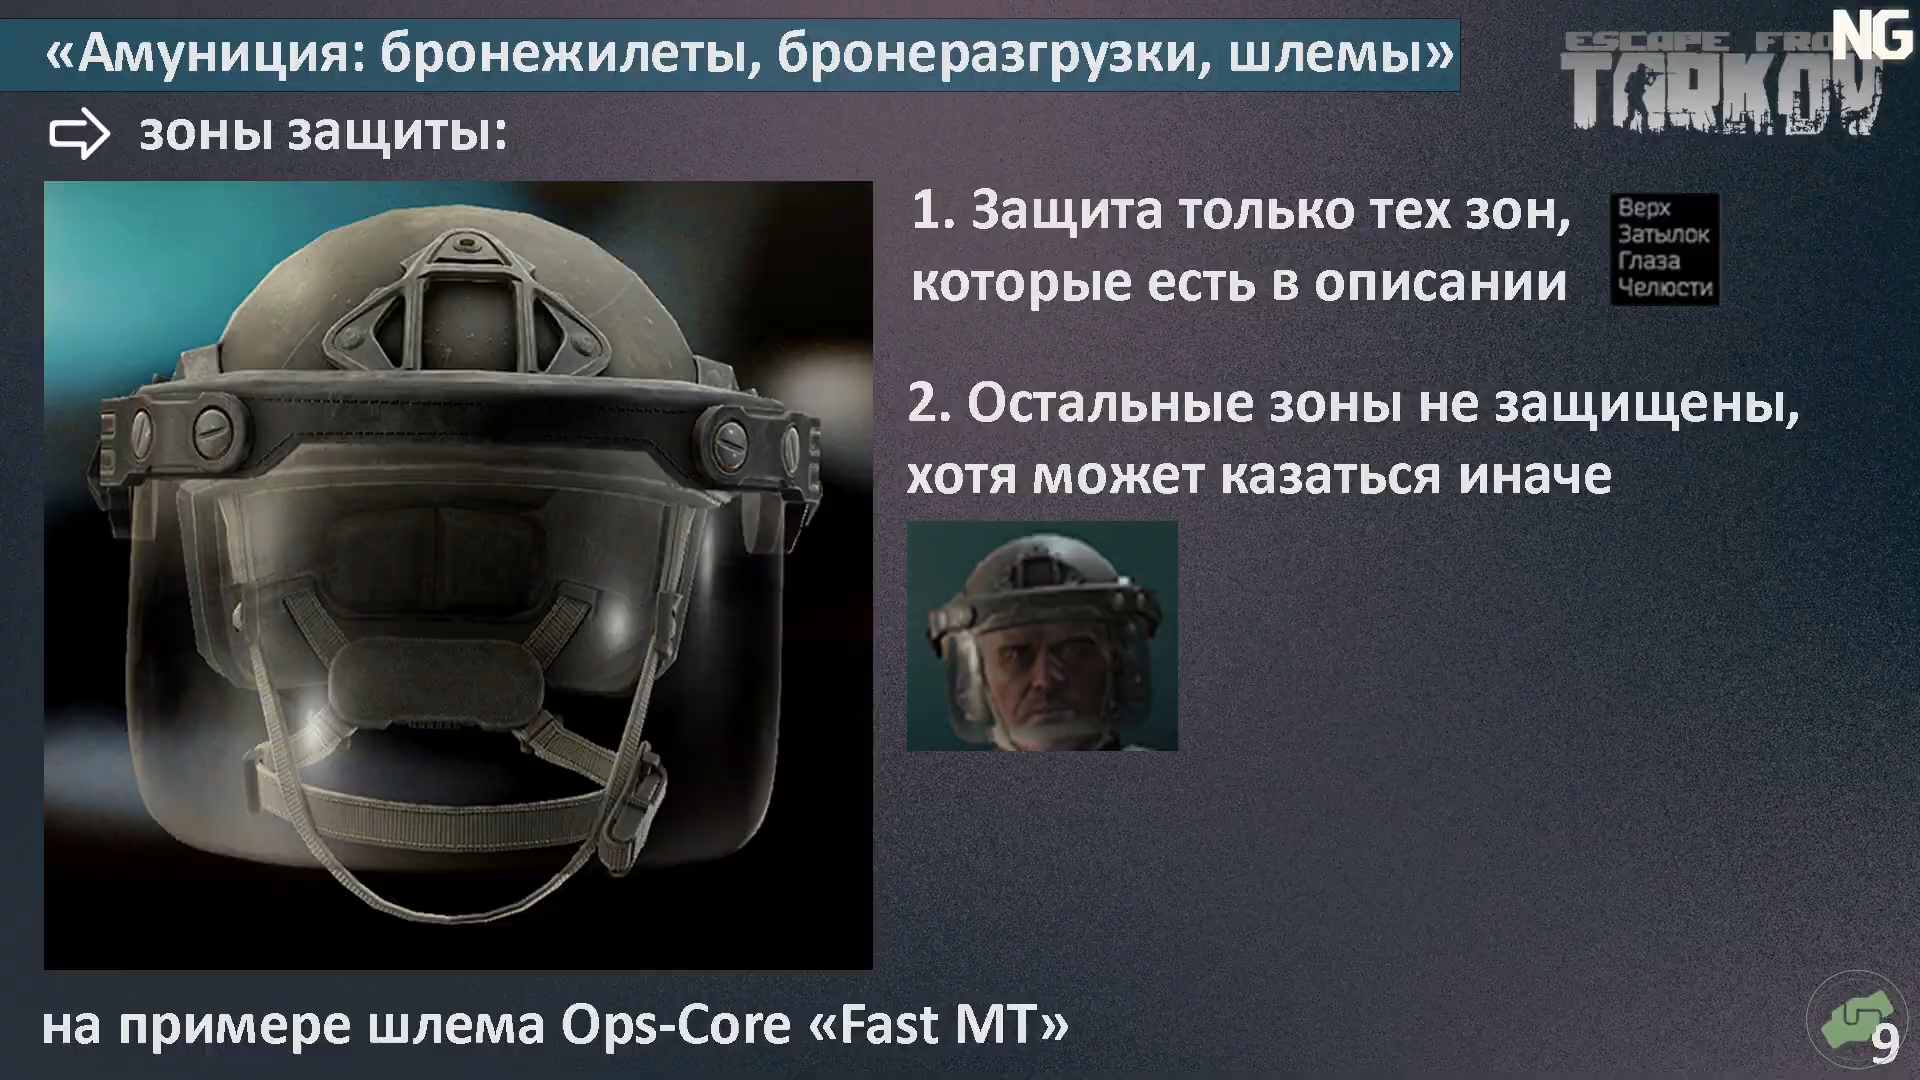 «Амуниция: бронежилеты, бронеразгрузки, шлемы»
ESCAPE FRO
NG
TARKOV
зоны защиты:
1. Защита только тех зон,
которые есть в описании
Верх
Затылок
Глаза
Челюсти
2. Остальные зоны не защищены,
хотя может казаться иначе
на примере шлема Ops-Core «Fast MT»
9